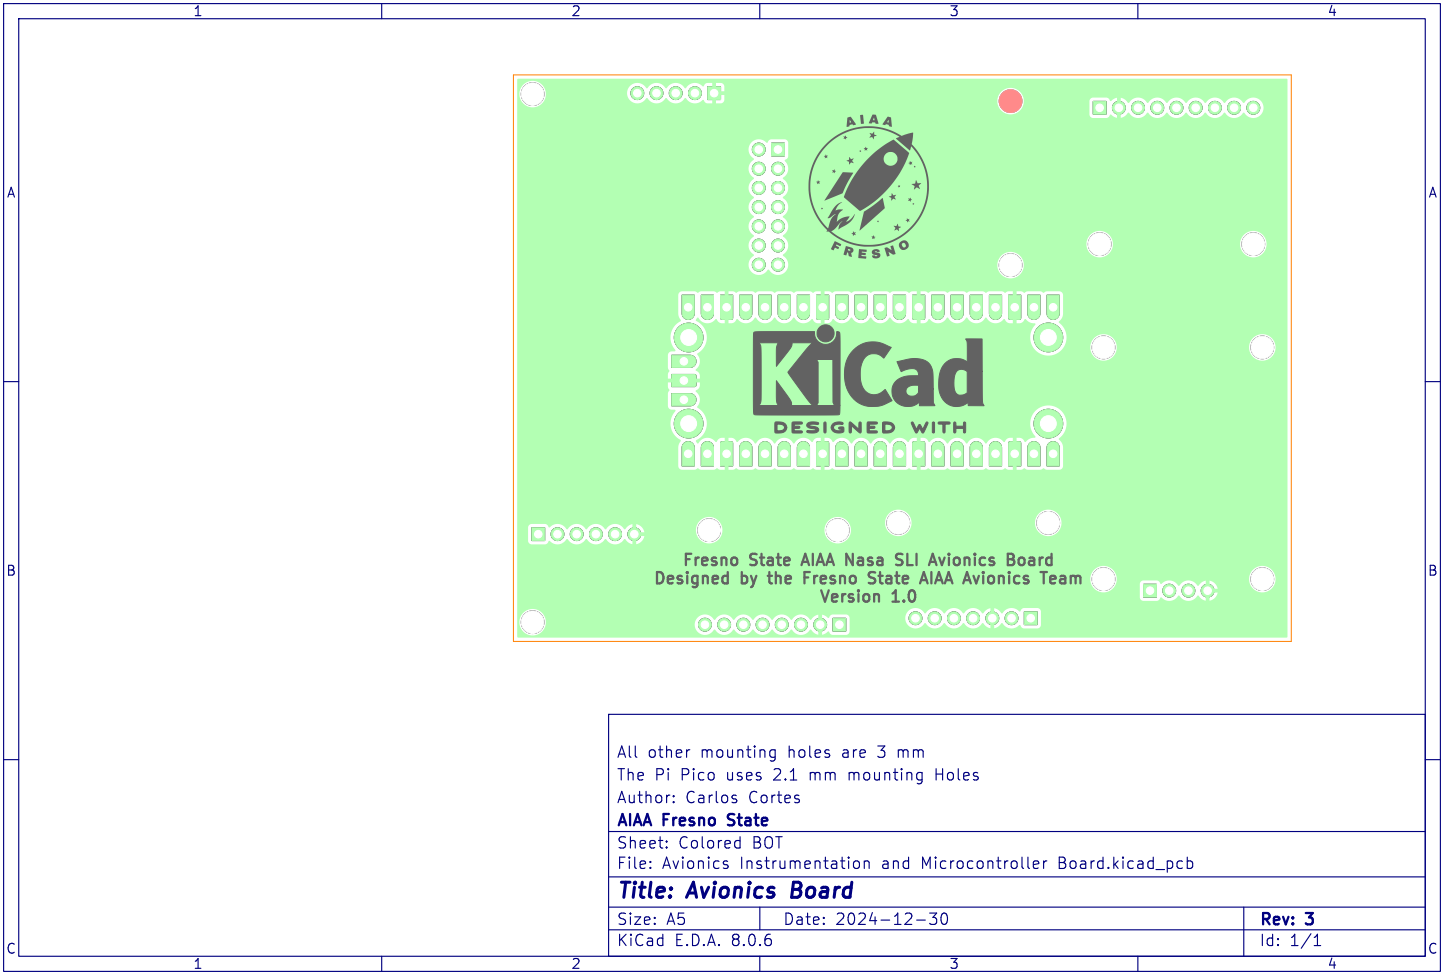 1 2 3 4
A A
AIAA
FRESNO
KiCad
DESIGNED WITH
B B
Fresno State AIAA Nasa SLI Avionics Board
Designed by the Fresno State AIAA Avionics Team
Version 1.0
All other mounting holes are 3 mm
The Pi Pico uses 2.1 mm mounting Holes
Author: Carlos Cortes
AIAA Fresno State
Sheet: Colored BOT
File: Avionics Instrumentation and Microcontroller Board.kicad_pcb
Title: Avionics Board
Size: A5 Date: 2024-12-30 Rev: 3
KiCad E.D.A. 8.0.6 Id: 1/1
C C
1 2 3 4